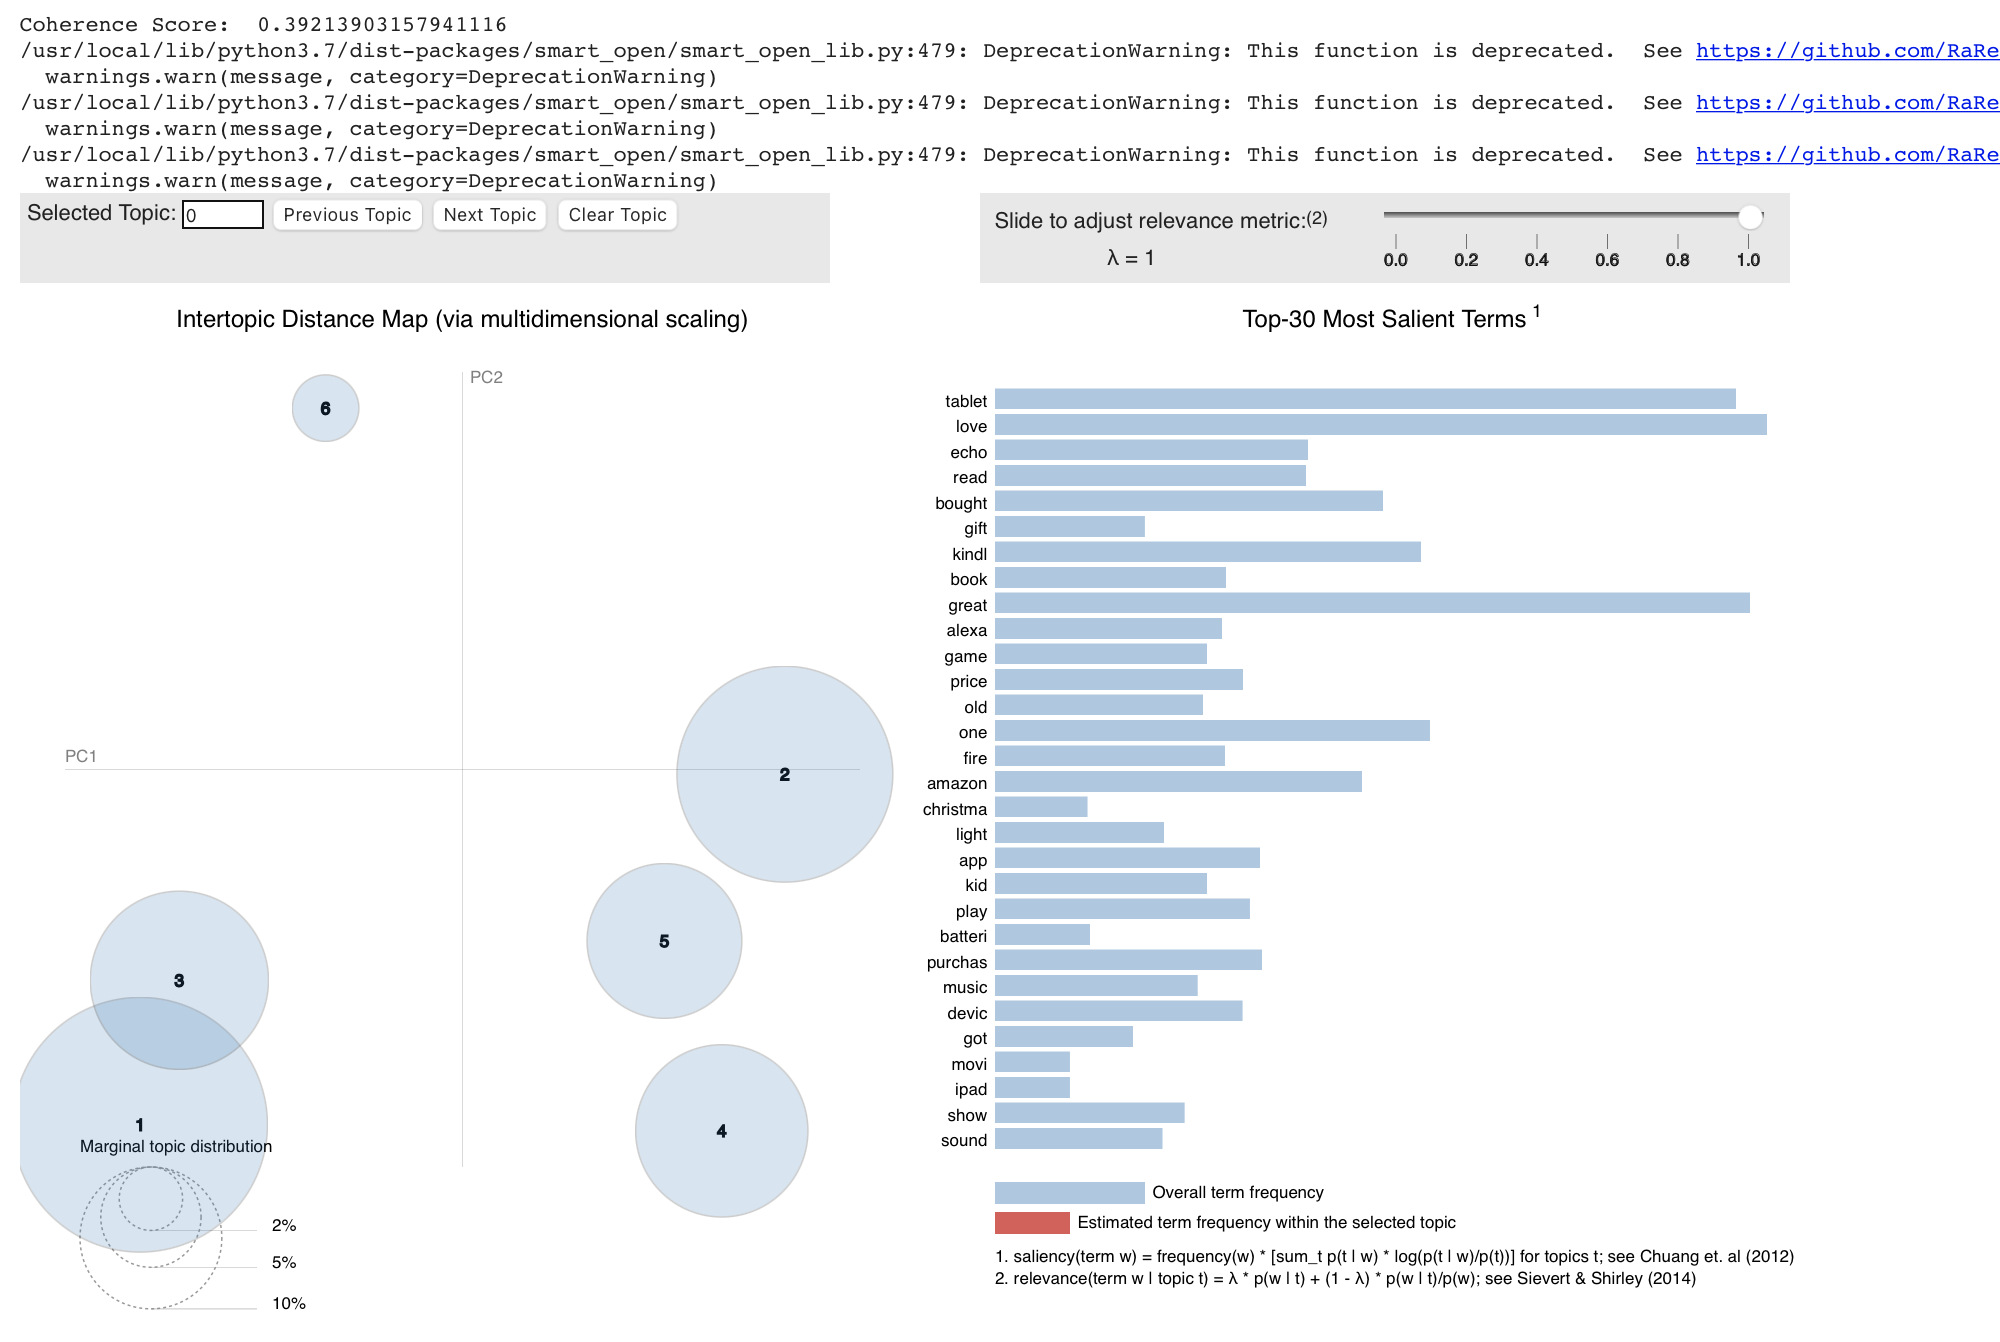 Coherence Score:  0.39213903157941116
/usr/local/lib/python3.7/dist-packages/smart_open/smart_open_lib.py:479: DeprecationWarning: This function is deprecated.  See https://github.com/RaRe
  warnings.warn(message, category=DeprecationWarning)
/usr/local/lib/python3.7/dist-packages/smart_open/smart_open_lib.py:479: DeprecationWarning: This function is deprecated.  See https://github.com/RaRe
  warnings.warn(message, category=DeprecationWarning)
/usr/local/lib/python3.7/dist-packages/smart_open/smart_open_lib.py:479: DeprecationWarning: This function is deprecated.  See https://github.com/RaRe
  warnings.warn(message, category=DeprecationWarning)
Selected Topic: 0 Previous Topic Next Topic Clear Topic
Slide to adjust relevance metric:(2)
λ = 1
0.0 0.2 0.4 0.6 0.8 1.0
Intertopic Distance Map (via multidimensional scaling)
PC2
6
PC1
2
5
3
1
4
Marginal topic distribution
2%
5%
10%
Top-30 Most Salient Terms 1
tablet
love
echo
read
bought
gift
kindl
book
great
alexa
game
price
old
one
fire
amazon
christma
light
app
kid
play
batteri
purchas
music
devic
got
movi
ipad
show
sound
Overall term frequency
Estimated term frequency within the selected topic
1. saliency(term w) = frequency(w) * [sum_t p(t | w) * log(p(t | w)/p(t))] for topics t; see Chuang et. al (2012)
2. relevance(term w | topic t) = λ * p(w | t) + (1 - λ) * p(w | t)/p(w); see Sievert & Shirley (2014)